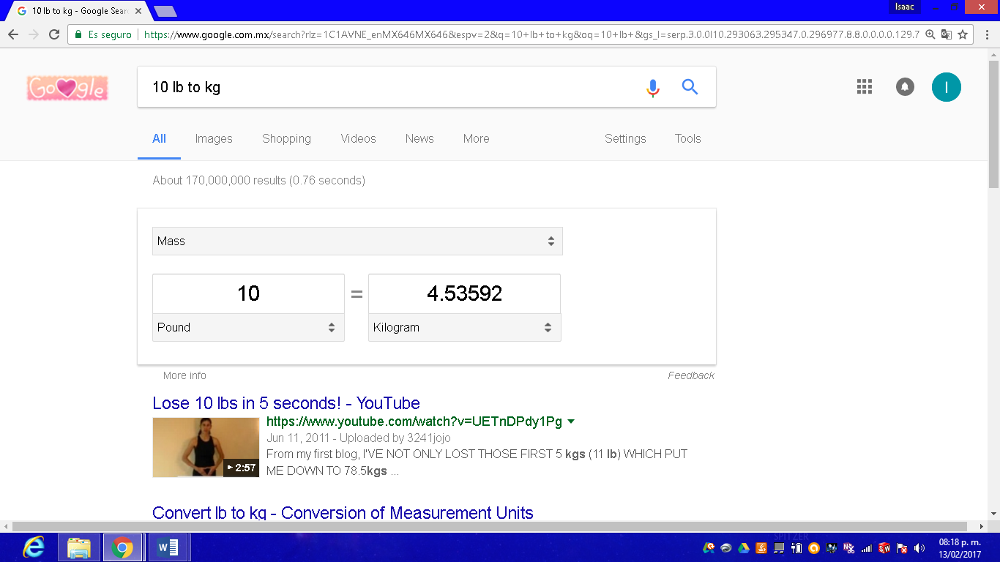 10 lb to kg - Google Sear
Isaac
Es seguro
https://www.google.com.mx/search?rlz=1C1AVNE_enMX646MX646&espv=2&q=10+lb+to+kg&oq=10+lb+&gs_l=serp.3.0.0l10.293063.295347.0.296977.8.8.0.0.0.0.129.7
Google
10 lb to kg
I
All Images Shopping Videos News More Settings Tools
About 170,000,000 results (0.76 seconds)
Mass
10 = 4.53592
Pound Kilogram
More info Feedback
Lose 10 lbs in 5 seconds! - YouTube
https://www.youtube.com/watch?v=UETnDPdy1Pg
Jun 11, 2011 - Uploaded by 3241jojo
From my first blog, I'VE NOT ONLY LOST THOSE FIRST 5 kgs (11 lb) WHICH PUT
2:57
ME DOWN TO 78.5kgs ...
Convert lb to kg - Conversion of Measurement Units
SPITZER
08:18 p. m.
13/02/2017